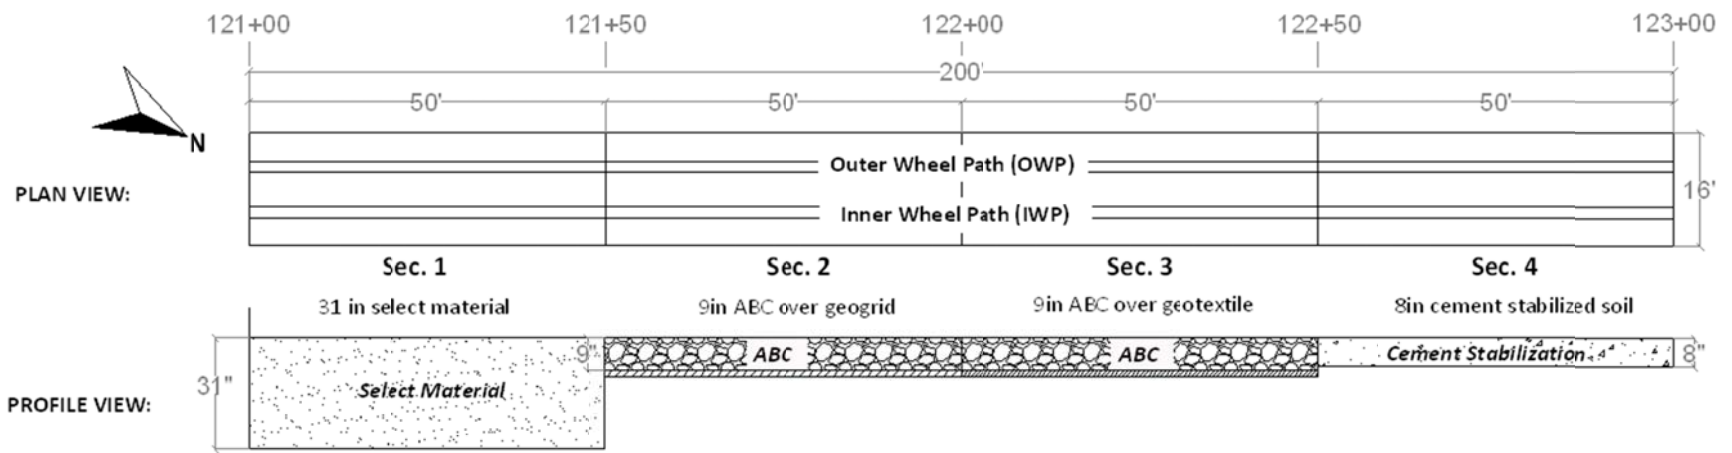 121+00 121+50 122+00 122+50 123+00
200'
50' 50' 50' 50'
N
Outer Wheel Path (OWP)
PLAN VIEW:
16'
Inner Wheel Path (IWP)
Sec. 1 Sec. 2 Sec. 3 Sec. 4
31 in select material 9in ABC over geogrid 9in ABC over geotextile 8in cement stabilized soil
9" ABC ABC Cement Stabilization 8"
31" Select Material
PROFILE VIEW: